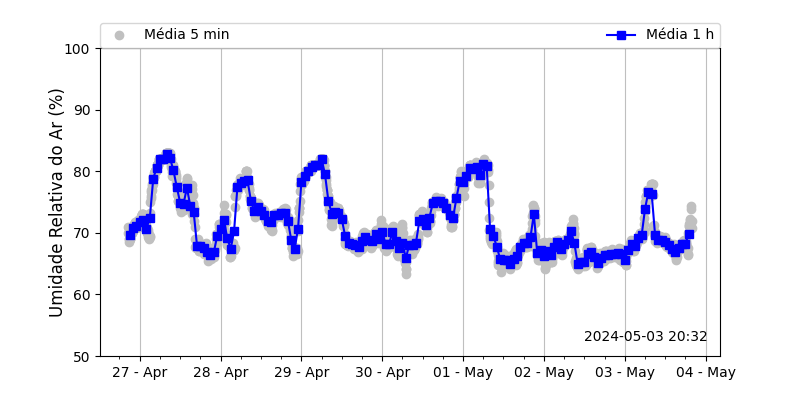 Média 5 min
Média 1 h
Umidade Relativa do Ar (%)
100
90
80
70
60
50
2024-05-03 20:32
27 - Apr
28 - Apr
29 - Apr
30 - Apr
01 - May
02 - May
03 - May
04 - May